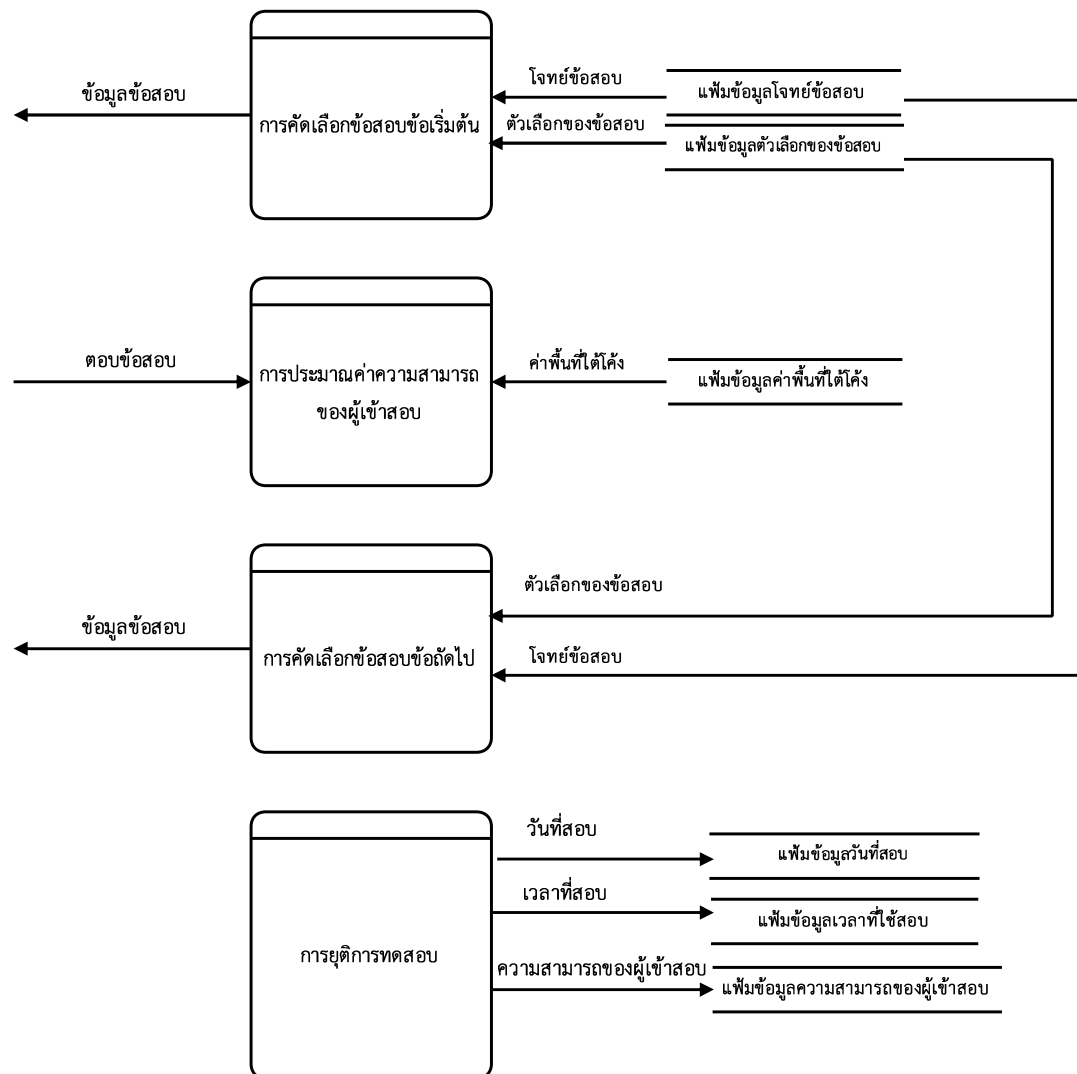 ข้อมูลข้อสอบ
การคัดเลือกข้อสอบข้อเริ่มต้น
โจทย์ข้อสอบ
แฟ้มข้อมูลโจทย์ข้อสอบ
ตัวเลือกของข้อสอบ
แฟ้มข้อมูลตัวเลือกของข้อสอบ
ตอบข้อสอบ
การประมาณค่าความสามารถ
ของผู้เข้าสอบ
ค่าพื้นที่ใต้โค้ง
แฟ้มข้อมูลค่าพื้นที่ใต้โค้ง
ข้อมูลข้อสอบ
การคัดเลือกข้อสอบข้อถัดไป
ตัวเลือกของข้อสอบ
โจทย์ข้อสอบ
การยุติการทดสอบ
วันที่สอบ
แฟ้มข้อมูลวันที่สอบ
เวลาที่สอบ
แฟ้มข้อมูลเวลาที่ใช้สอบ
ความสามารถของผู้เข้าสอบ
แฟ้มข้อมูลความสามารถของผู้เข้าสอบ